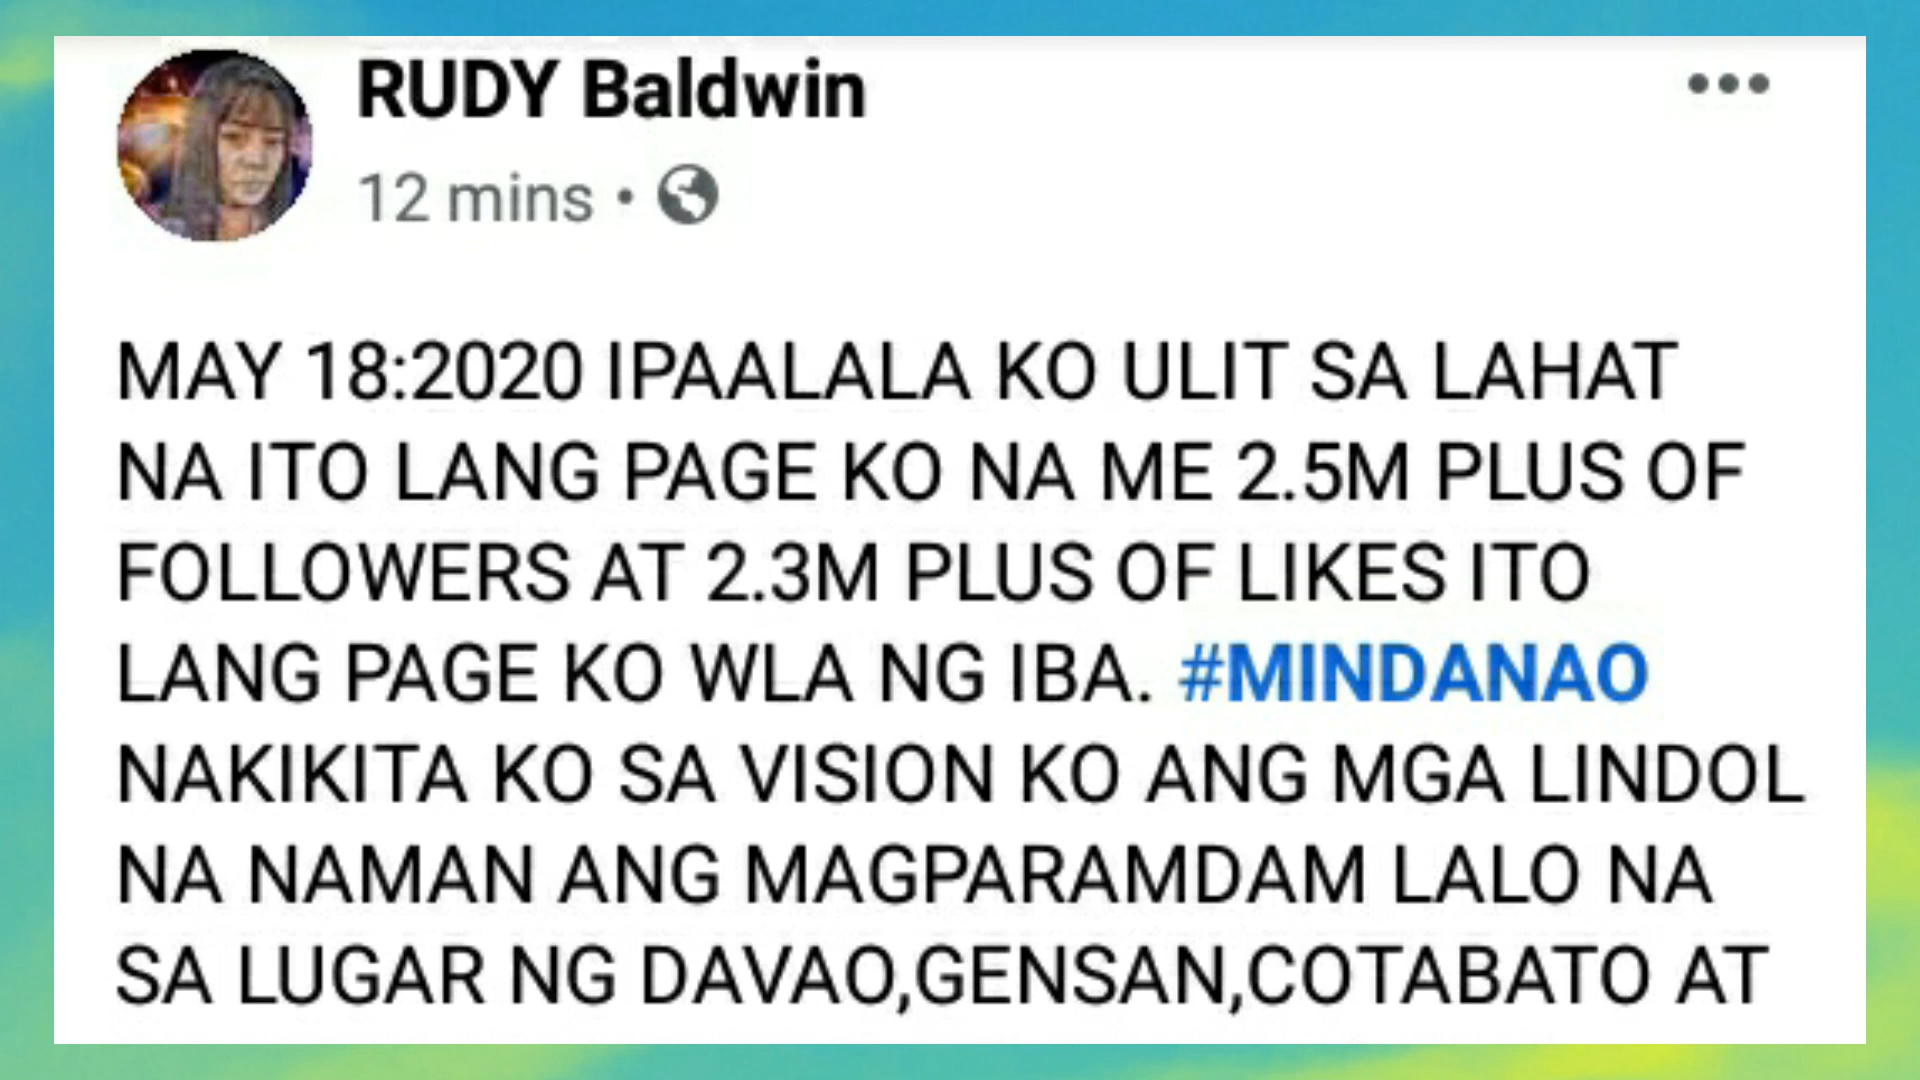 RUDY Baldwin
12 mins •
MAY 18:2020 IPAALALA KO ULIT SA LAHAT
NA ITO LANG PAGE KO NA ME 2.5M PLUS OF
FOLLOWERS AT 2.3M PLUS OF LIKES ITO
LANG PAGE KO WLA NG IBA. #MINDANAO
NAKIKITA KO SA VISION KO ANG MGA LINDOL
NA NAMAN ANG MAGPARAMDAM LALO NA
SA LUGAR NG DAVAO,GENSAN,COTABATO AT